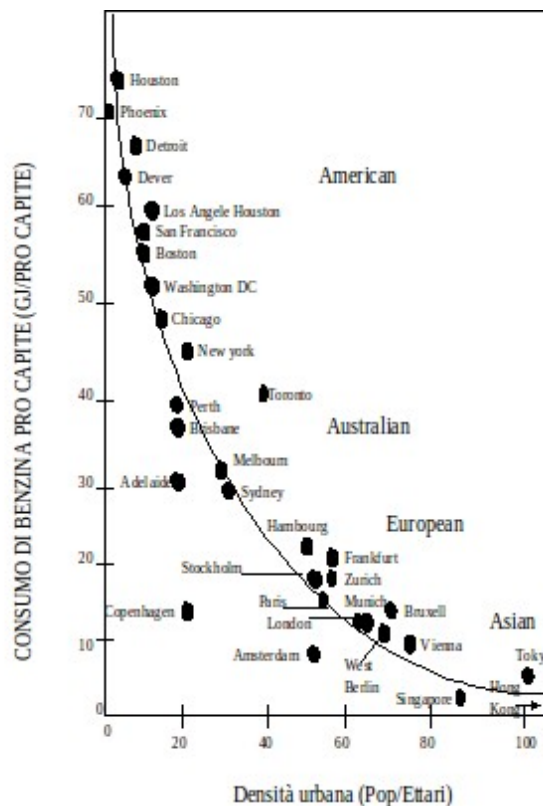 Houston
70
Phoenix
Detroit
Dever
American
60
Los Angele Houston
San Francisco
Boston
Washington DC
50
Chicago
New york
40
Toronto
Perth
Brisbane
Australian
30
Melbourn
Adelaide
Sydney
Hambourg
European
20
Frankfurt
Stockholm
Zurich
Paris
Munich
Copenhagen
London
Bruxell
Asian
10
Amsterdam
West
Berlin
Vienna
Tokyo
Singapore
Hong
Kong
0
0
20
40
60
80
100
CONSUMO DI BENZINA PRO CAPITE (GJ/PRO CAPITE)
Densità urbana (Pop/Ettari)